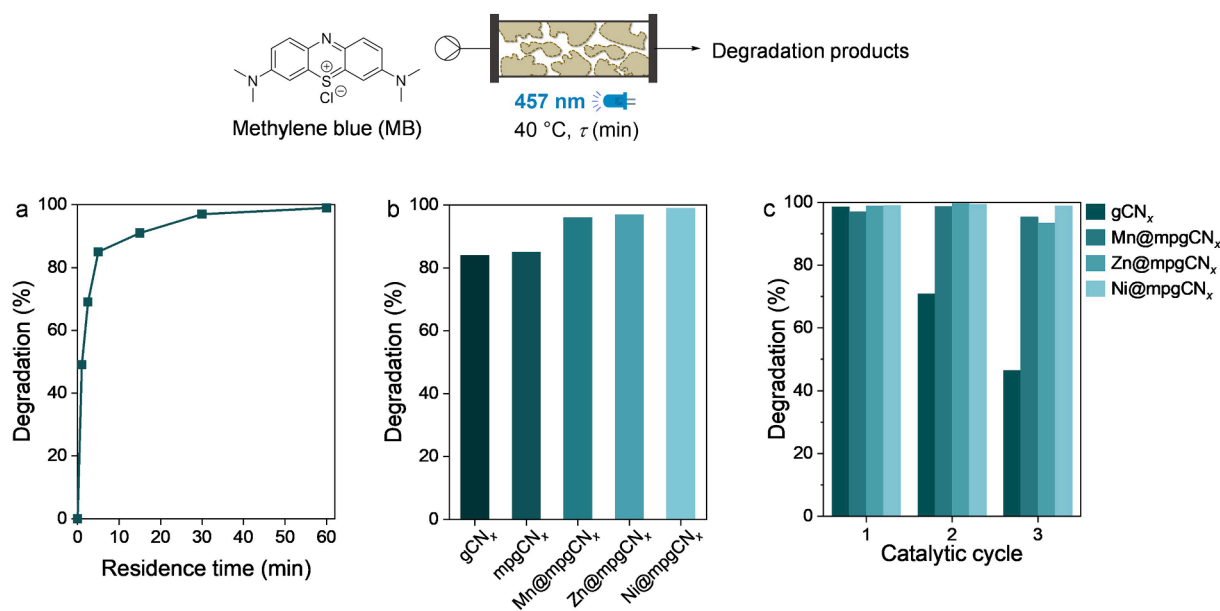 N
N
S
⊕
N
Cl⊖
Methylene blue (MB)
457 nm
40 °C, τ (min)
Degradation products
a
Degradation (%)
100
80
60
40
20
0
0 10 20 30 40 50 60
Residence time (min)
b
Degradation (%)
100
80
60
40
20
0
gCNx
mpgCNx
Mn@mpgCNx
Zn@mpgCNx
Ni@mpgCNx
c
Degradation (%)
100
80
60
40
20
0
1 2 3
Catalytic cycle
gCNx
Mn@mpgCNx
Zn@mpgCNx
Ni@mpgCNx